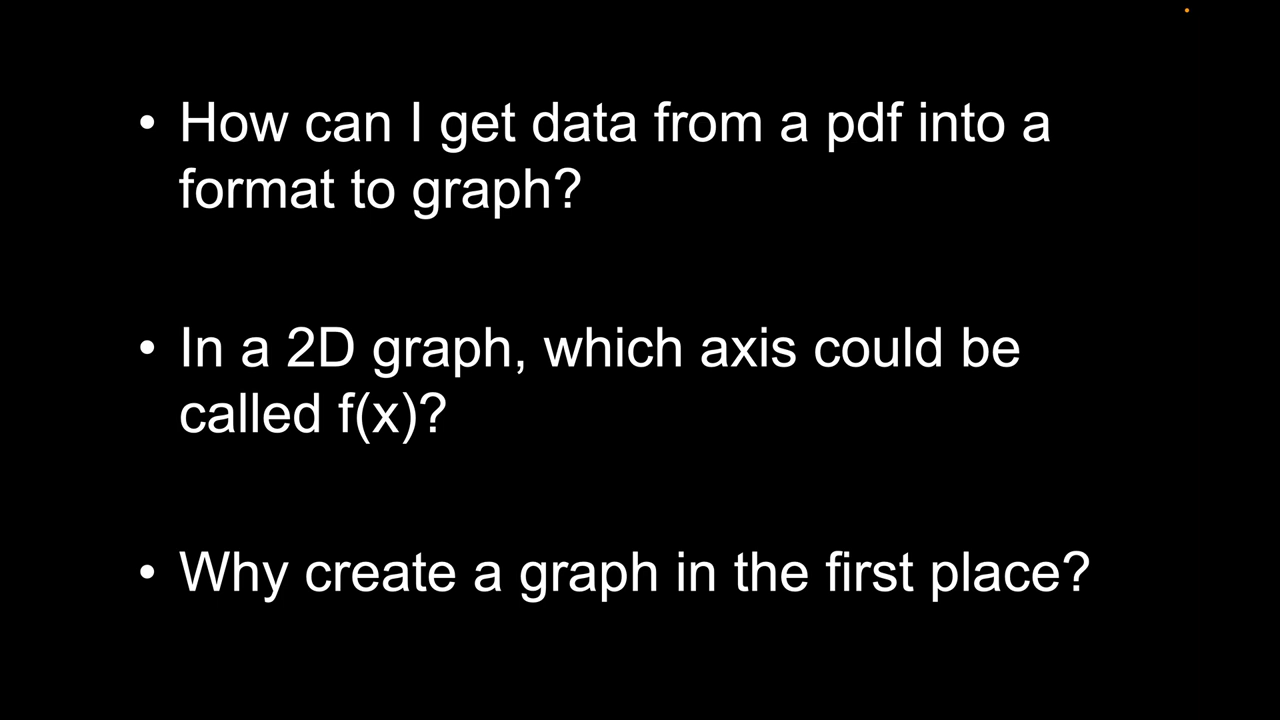 • How can I get data from a pdf into a
format to graph?
• In a 2D graph, which axis could be
called f(x)?
• Why create a graph in the first place?